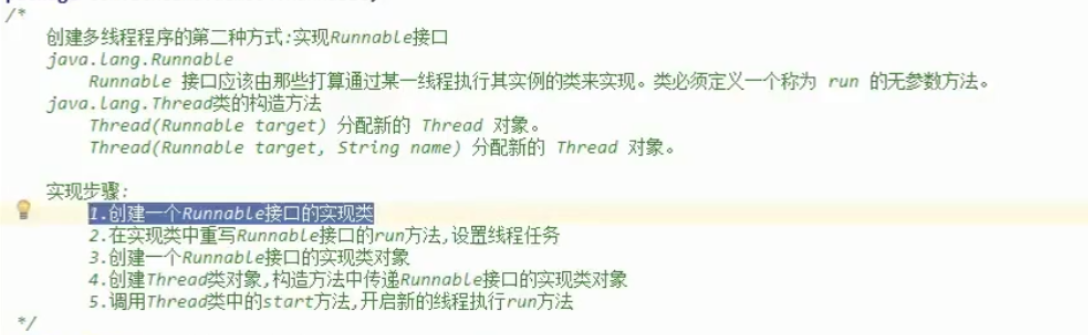 /*
创建多线程程序的第二种方式:实现Runnable接口
java.lang.Runnable
Runnable 接口应该由那些打算通过某一线程执行其实例的类来实现。类必须定义一个称为 run 的无参数方法。
java.lang.Thread类的构造方法
Thread(Runnable target) 分配新的 Thread 对象。
Thread(Runnable target, String name) 分配新的 Thread 对象。
实现步骤:
1.创建一个Runnable接口的实现类
2.在实现类中重写Runnable接口的run方法,设置线程任务
3.创建一个Runnable接口的实现类对象
4.创建Thread类对象,构造方法中传递Runnable接口的实现类对象
5.调用Thread类中的start方法,开启新的线程执行run方法
*/